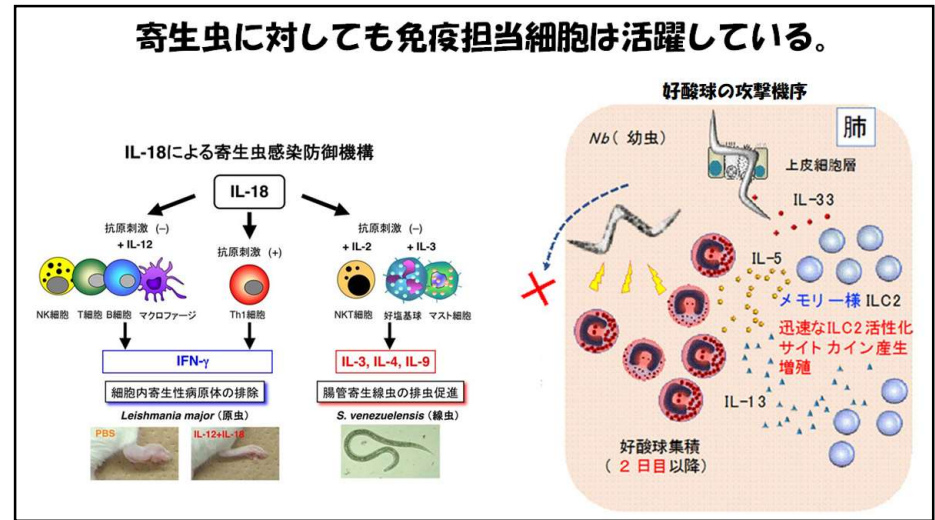 寄生虫に対しても免疫担当細胞は活躍している。
IL-18による寄生虫感染防御機構
IL-18
抗原刺激 (−)
+ IL-12
抗原刺激 (+)
抗原刺激 (−)
+ IL-2
+ IL-3
NK細胞
T細胞
B細胞
マクロファージ
Th1細胞
NKT細胞
好塩基球
マスト細胞
IFN-γ
IL-3, IL-4, IL-9
細胞内寄生性病原体の排除
腸管寄生線虫の排虫促進
Leishmania major (原虫)
S. venezuelensis (線虫)
PBS
IL-12+IL-18
好酸球の攻撃機序
肺
Nb( 幼虫)
上皮細胞層
IL-33
IL-5
メモリー様 ILC2
迅速なILC2活性化
サイトカイン産生
増殖
IL-13
好酸球集積
( 2 日目以降)